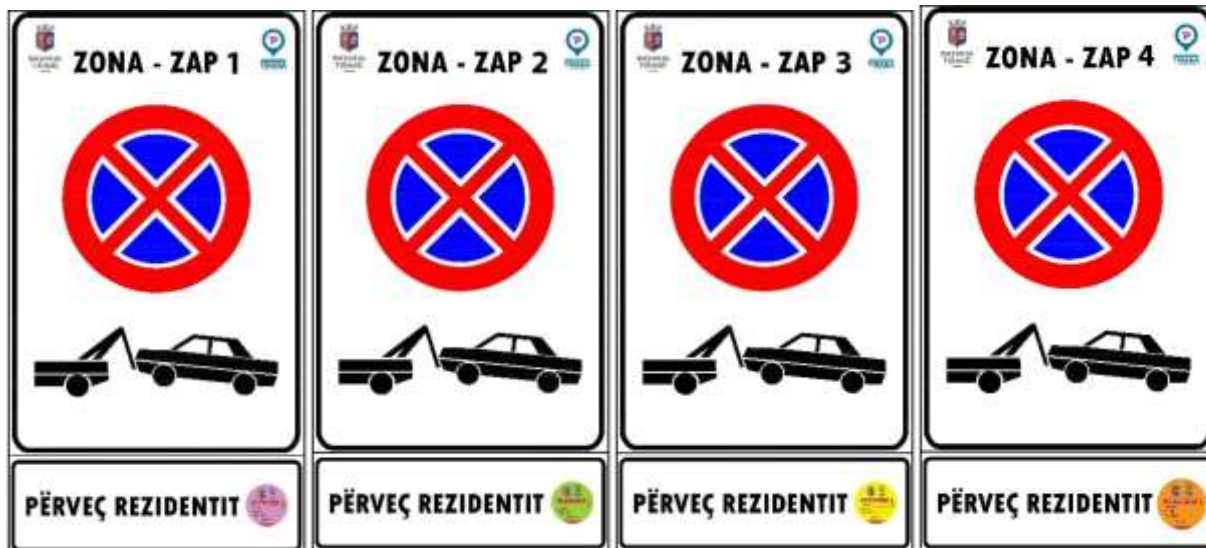 ZONA - ZAP 1
PËRVEÇ REZIDENTIT
ZONA - ZAP 2
PËRVEÇ REZIDENTIT
ZONA - ZAP 3
PËRVEÇ REZIDENTIT
ZONA - ZAP 4
PËRVEÇ REZIDENTIT